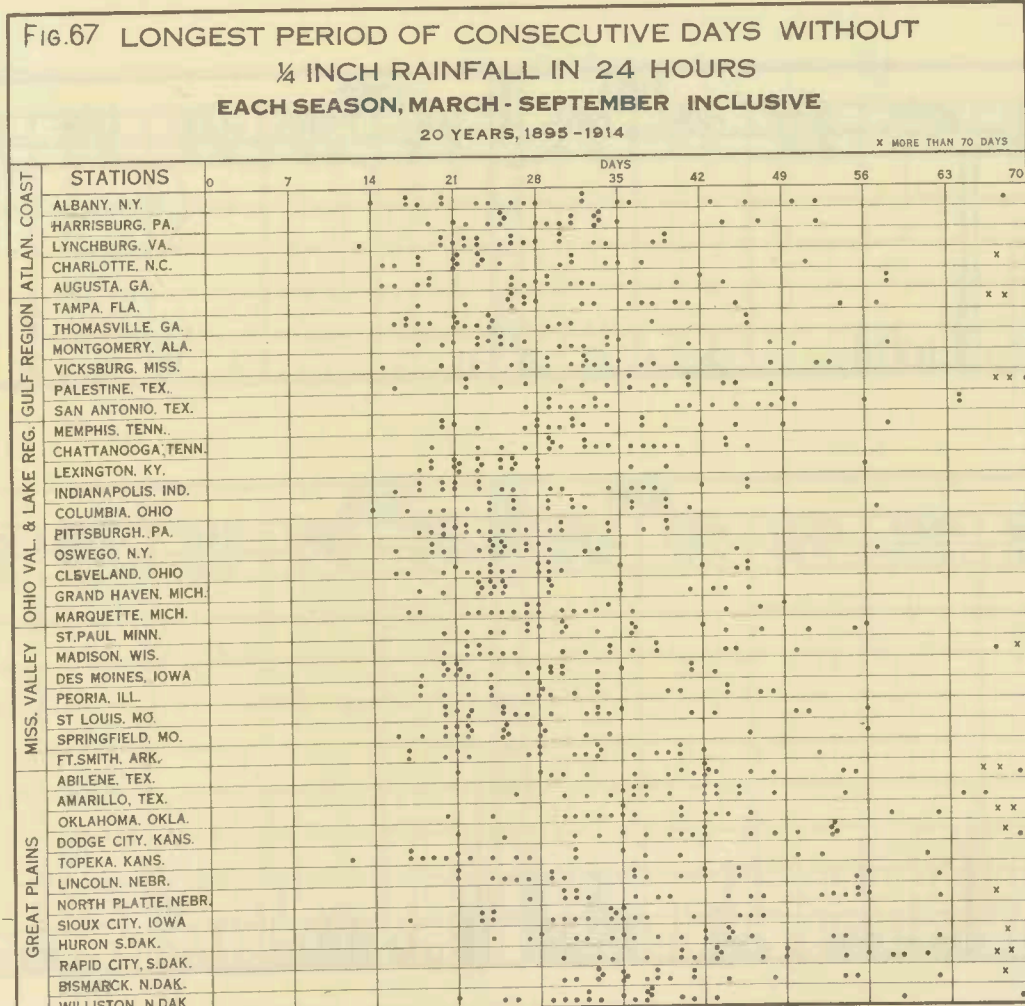 FIG.67 LONGEST PERIOD OF CONSECUTIVE DAYS WITHOUT
¼ INCH RAINFALL IN 24 HOURS
EACH SEASON, MARCH - SEPTEMBER INCLUSIVE
20 YEARS, 1895-1914
x MORE THAN 70 DAYS
STATIONS
DAYS
0 7 14 21 28 35 42 49 56 63 70
ATLAN. COAST
ALBANY, N.Y.
HARRISBURG, PA.
LYNCHBURG, VA.
CHARLOTTE, N.C.
AUGUSTA, GA.
GULF REGION
TAMPA, FLA.
THOMASVILLE, GA.
MONTGOMERY, ALA.
VICKSBURG, MISS.
PALESTINE, TEX.
SAN ANTONIO, TEX.
OHIO VAL. & LAKE REG.
MEMPHIS, TENN.
CHATTANOOGA, TENN.
LEXINGTON, KY.
INDIANAPOLIS, IND.
COLUMBIA, OHIO
PITTSBURGH, PA.
OSWEGO, N.Y.
CLEVELAND, OHIO
GRAND HAVEN, MICH.
MARQUETTE, MICH.
MISS. VALLEY
ST.PAUL, MINN.
MADISON, WIS.
DES MOINES, IOWA
PEORIA, ILL.
ST LOUIS, MO.
SPRINGFIELD, MO.
FT.SMITH, ARK.
GREAT PLAINS
ABILENE, TEX.
AMARILLO, TEX.
OKLAHOMA, OKLA.
DODGE CITY, KANS.
TOPEKA, KANS.
LINCOLN, NEBR.
NORTH PLATTE, NEBR.
SIOUX CITY, IOWA
HURON S.DAK.
RAPID CITY, S.DAK.
BISMARCK, N.DAK.
WILLISTON, N.DAK